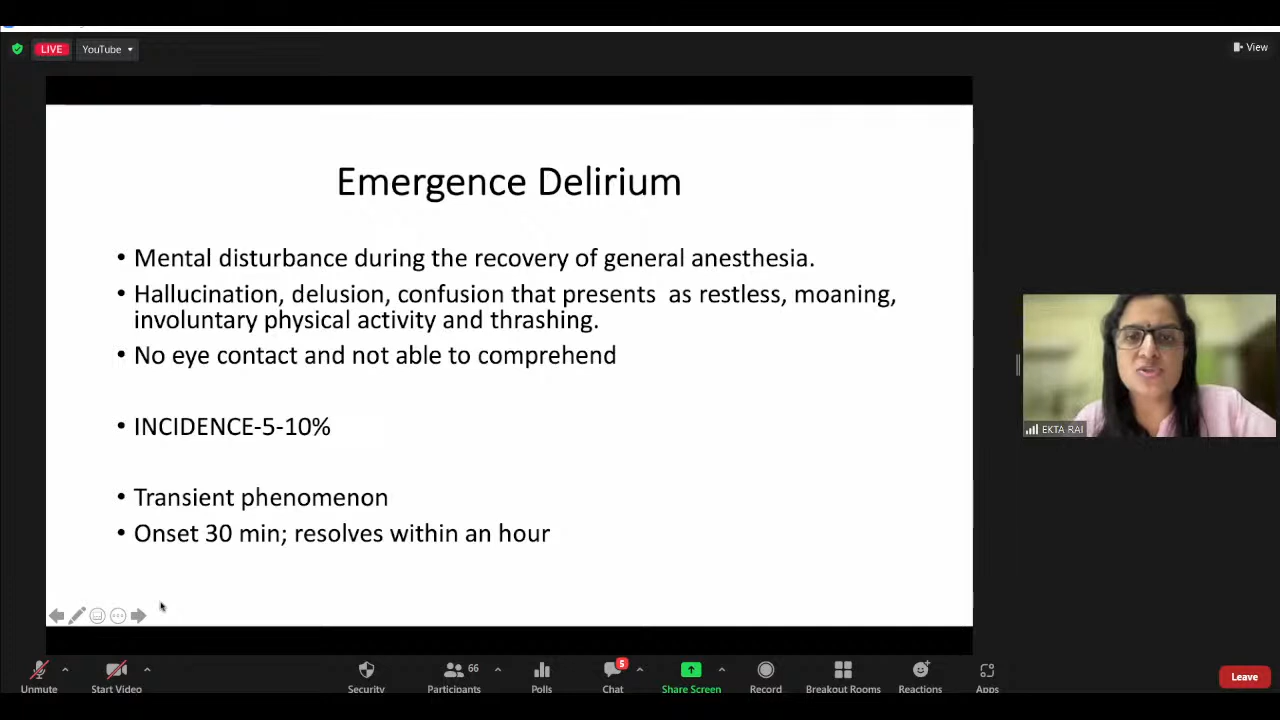 LIVE
YouTube
View
Emergence Delirium
• Mental disturbance during the recovery of general anesthesia.
• Hallucination, delusion, confusion that presents as restless, moaning,
involuntary physical activity and thrashing.
• No eye contact and not able to comprehend
• INCIDENCE-5-10%
• Transient phenomenon
• Onset 30 min; resolves within an hour
EKTA RAI
66
5
Unmute
Start Video
Security
Participants
Polls
Chat
Share Screen
Record
Breakout Rooms
Reactions
Apps
Leave